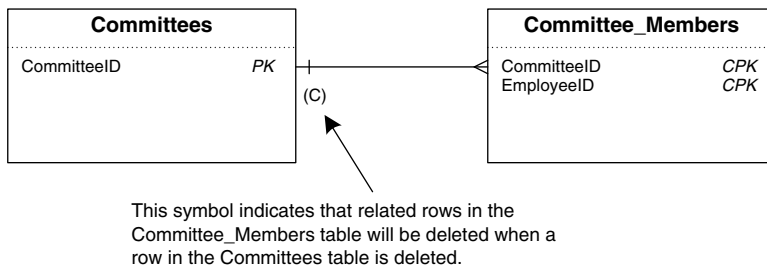 Committees
CommitteeID PK
(C)
Committee_Members
CommitteeID CPK
EmployeeID CPK
This symbol indicates that related rows in the
Committee_Members table will be deleted when a
row in the Committees table is deleted.